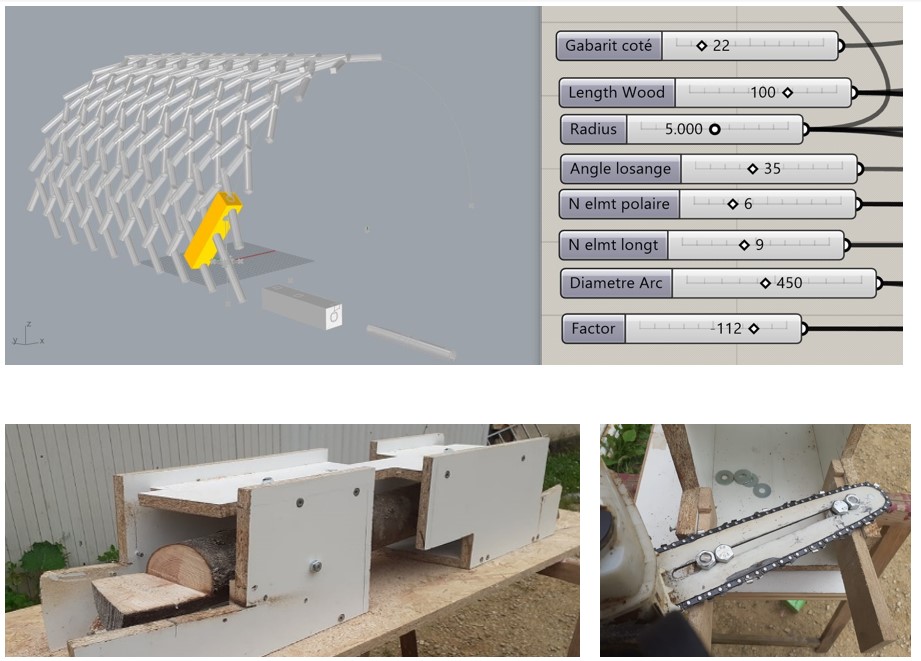 Gabarit coté 22
Length Wood 100
Radius 5.000
Angle losange 35
N elmt polaire 6
N elmt longt 9
Diametre Arc 450
Factor -112
z
y x